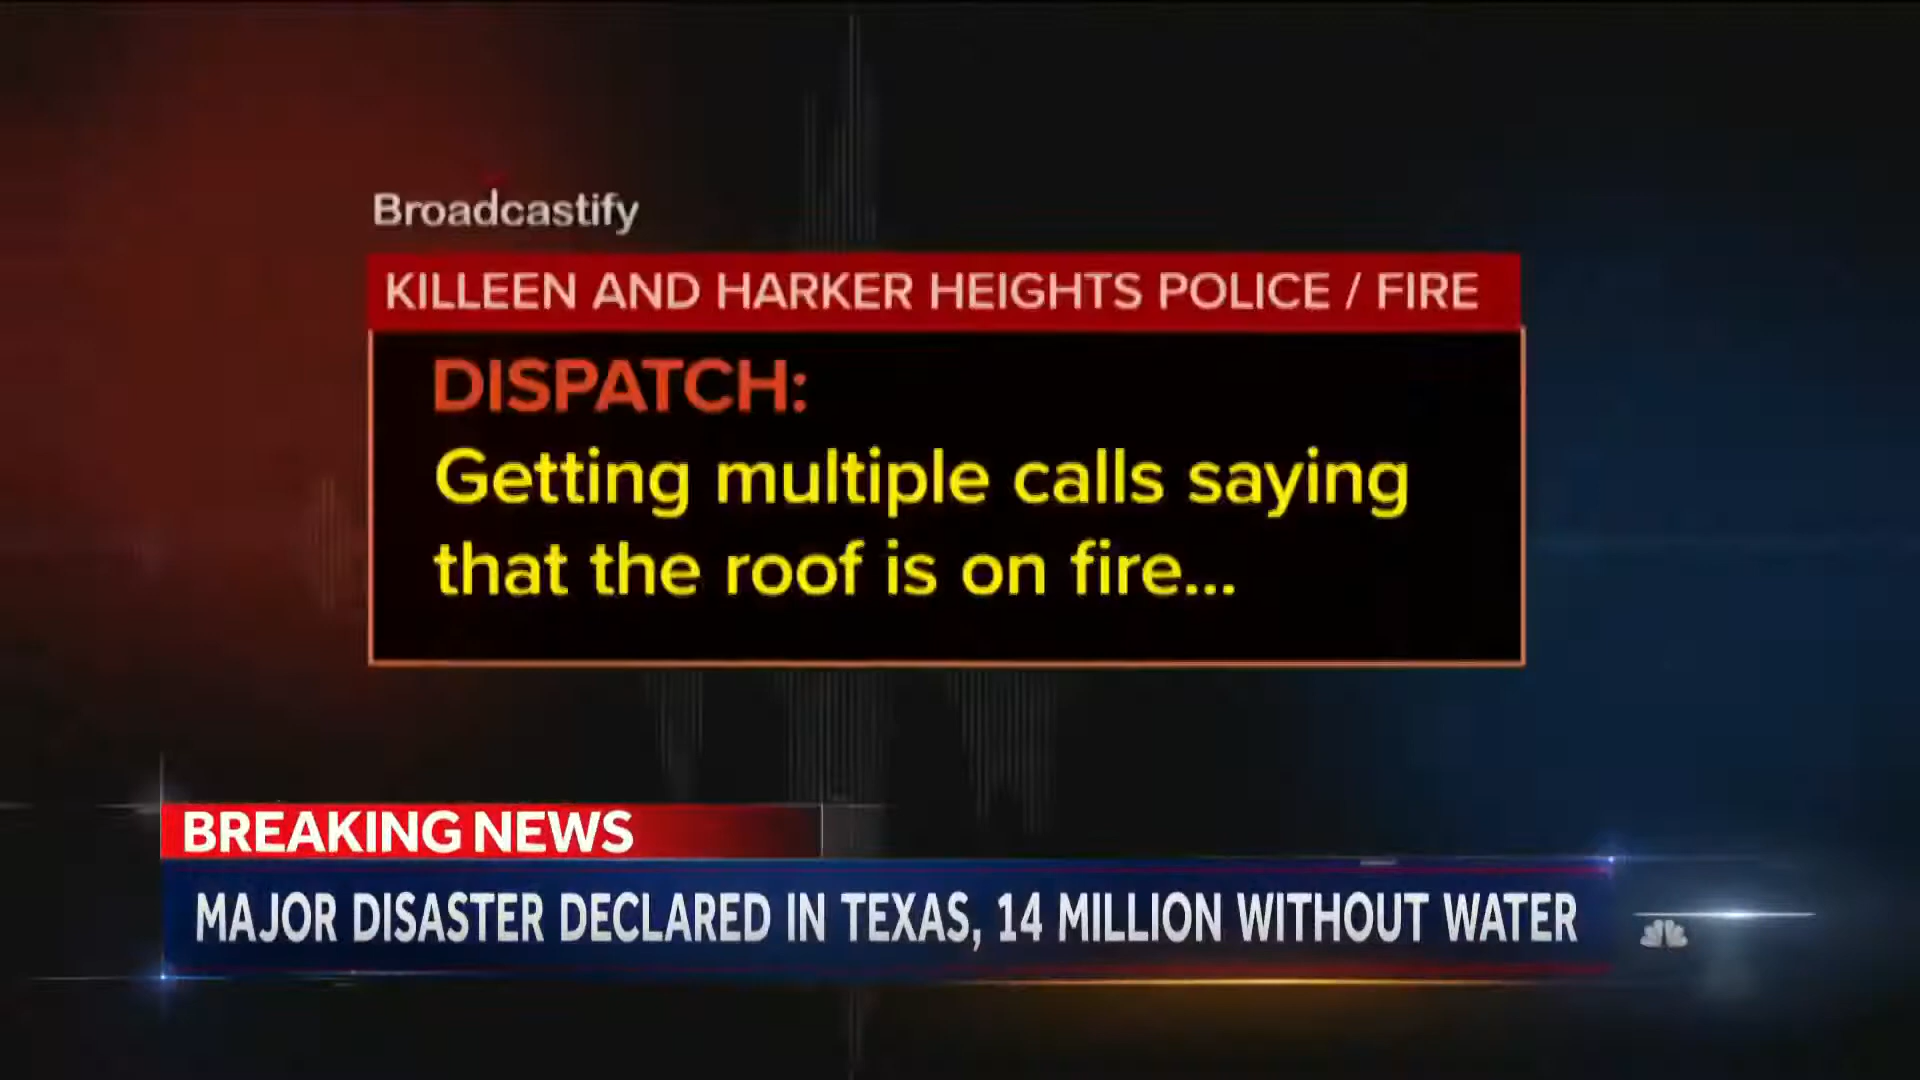 Broadcastify
KILLEEN AND HARKER HEIGHTS POLICE / FIRE
DISPATCH:
Getting multiple calls saying
that the roof is on fire...
BREAKING NEWS
MAJOR DISASTER DECLARED IN TEXAS, 14 MILLION WITHOUT WATER